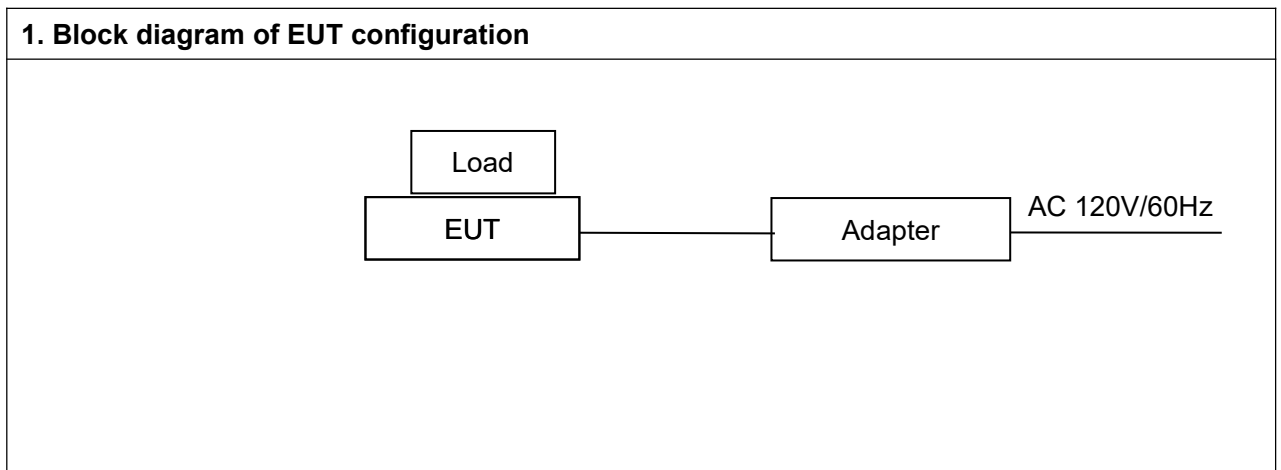 1. Block diagram of EUT configuration
Load
EUT
Adapter
AC 120V/60Hz